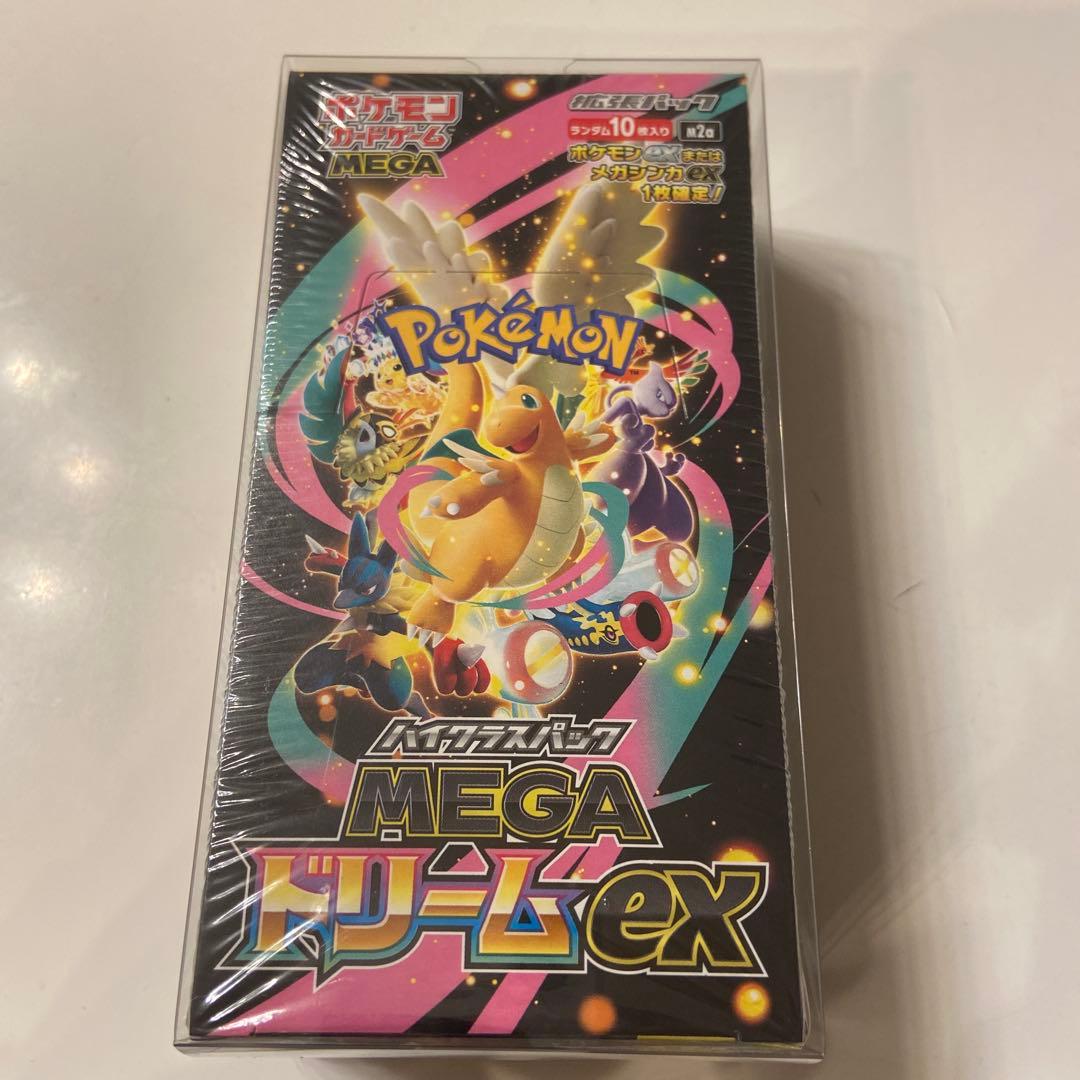 ポケモン
カードゲーム
MEGA
拡張パック
ランダム10枚入り M2a
ポケモンexまたは
メガシンカex
1枚確定!
POKéMON
TM
ハイクラスパック
MEGA
ドリームex